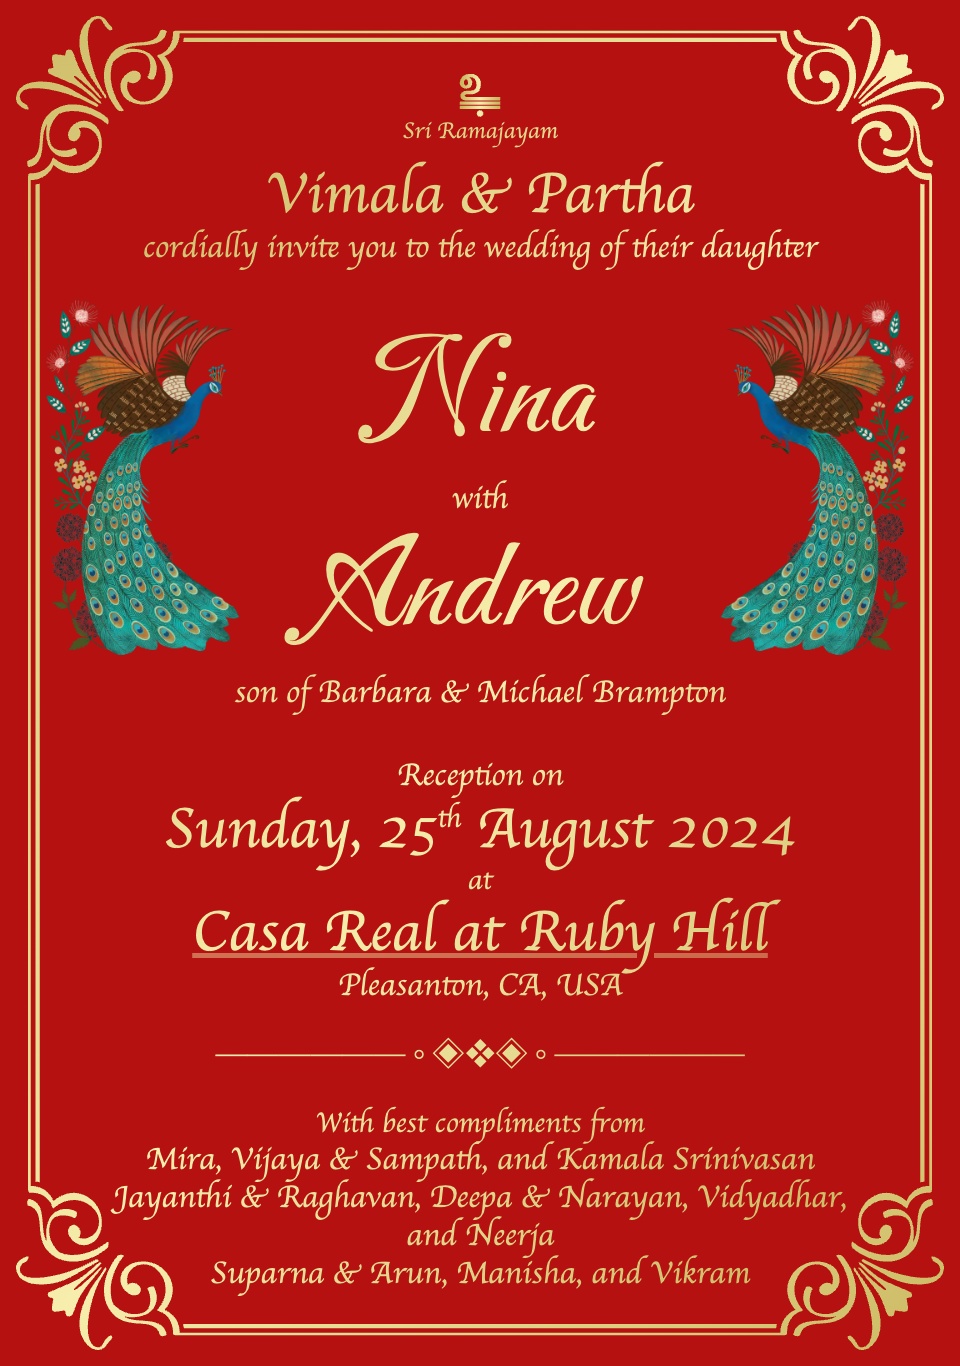 உ
Sri Ramajayam
Vimala & Partha
cordially invite you to the wedding of their daughter
Nina
with
Andrew
son of Barbara & Michael Brampton
Reception on
Sunday, 25th August 2024
at
Casa Real at Ruby Hill
Pleasanton, CA, USA
With best compliments from
Mira, Vijaya & Sampath, and Kamala Srinivasan
Jayanthi & Raghavan, Deepa & Narayan, Vidyadhar,
and Neerja
Suparna & Arun, Manisha, and Vikram